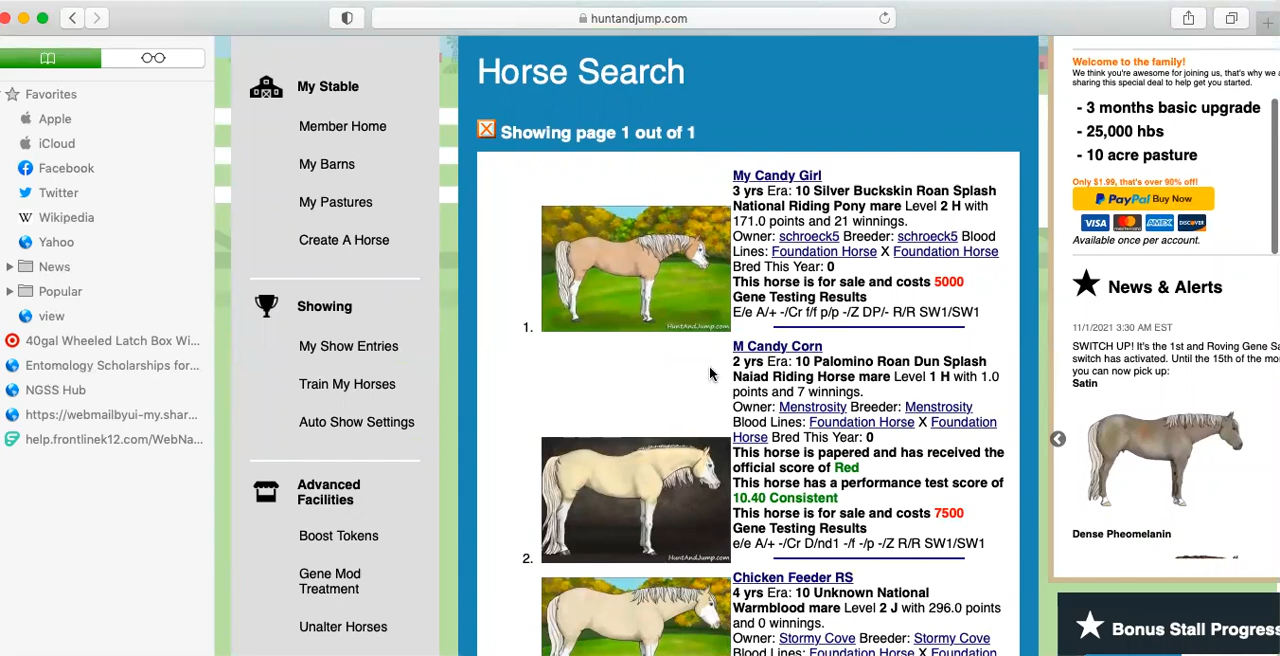 huntandjump.com
Favorites
Apple
iCloud
Facebook
Twitter
Wikipedia
Yahoo
News
Popular
view
40gal Wheeled Latch Box Wi...
Entomology Scholarships for...
NGSS Hub
https://webmailbyui-my.shar...
help.frontlinek12.com/WebNa...
My Stable
Member Home
My Barns
My Pastures
Create A Horse
Showing
My Show Entries
Train My Horses
Auto Show Settings
Advanced
Facilities
Boost Tokens
Gene Mod
Treatment
Unalter Horses
Horse Search
Showing page 1 out of 1
1.
HuntAndJump.com
My Candy Girl
3 yrs Era: 10 Silver Buckskin Roan Splash
National Riding Pony mare Level 2 H with
171.0 points and 21 winnings.
Owner: schroeck5 Breeder: schroeck5 Blood
Lines: Foundation Horse X Foundation Horse
Bred This Year: 0
This horse is for sale and costs 5000
Gene Testing Results
E/e A/+ -/Cr f/f p/p -/Z DP/- R/R SW1/SW1
2.
HuntAndJump.com
M Candy Corn
2 yrs Era: 10 Palomino Roan Dun Splash
Naiad Riding Horse mare Level 1 H with 1.0
points and 7 winnings.
Owner: Menstrosity Breeder: Menstrosity
Blood Lines: Foundation Horse X Foundation
Horse Bred This Year: 0
This horse is papered and has received the
official score of Red
This horse has a performance test score of
10.40 Consistent
This horse is for sale and costs 7500
Gene Testing Results
e/e A/+ -/Cr D/nd1 -/f -/p -/Z R/R SW1/SW1
Chicken Feeder RS
4 yrs Era: 10 Unknown National
Warmblood mare Level 2 J with 296.0 points
and 0 winnings.
Owner: Stormy Cove Breeder: Stormy Cove
Blood Lines: Foundation Horse X Foundation
Welcome to the family!
We think you're awesome for joining us, that's why we a
sharing this special deal to help get you started.
- 3 months basic upgrade
- 25,000 hbs
- 10 acre pasture
Only $1.99, that's over 90% off!
PayPal Buy Now
VISA AMEX DISCOVER
Available once per account.
News & Alerts
11/1/2021 3:30 AM EST
SWITCH UP! It's the 1st and Roving Gene Sa
switch has activated. Until the 15th of the mo
you can now pick up:
Satin
Dense Pheomelanin
Bonus Stall Progress